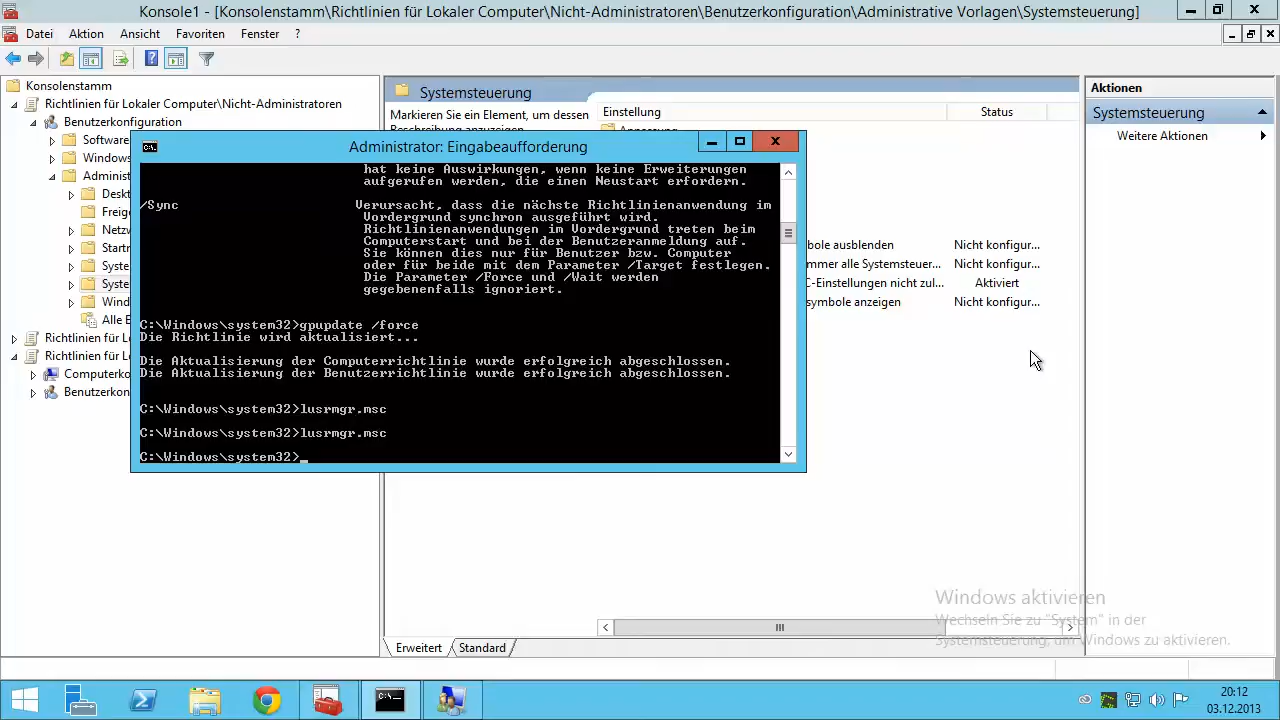 Konsole1 - [Konsolenstamm\Richtlinien für Lokaler Computer\Nicht-Administratoren\Benutzerkonfiguration\Administrative Vorlagen\Systemsteuerung]
Datei Aktion Ansicht Favoriten Fenster ?
Konsolenstamm
Richtlinien für Lokaler Computer\Nicht-Administratoren
Benutzerkonfiguration
Software
Windows
Administ
Deskt
Freig
Netzw
Startn
Syste
Syste
Wind
Alle E
Richtlinien für Lo
Richtlinien für Lo
Computerko
Benutzerkon
Systemsteuerung
Markieren Sie ein Element, um dessen
Einstellung Status
bole ausblenden Nicht konfigur...
mmer alle Systemsteuer... Nicht konfigur...
C-Einstellungen nicht zul... Aktiviert
symbole anzeigen Nicht konfigur...
Erweitert Standard
Aktionen
Systemsteuerung
Weitere Aktionen
Administrator: Eingabeaufforderung
hat keine Auswirkungen, wenn keine Erweiterungen
aufgerufen werden, die einen Neustart erfordern.
/Sync Verursacht, dass die nächste Richtlinienanwendung im
Vordergrund synchron ausgeführt wird.
Richtlinienanwendungen im Vordergrund treten beim
Computerstart und bei der Benutzeranmeldung auf.
Sie können dies nur für Benutzer bzw. Computer
oder für beide mit dem Parameter /Target festlegen.
Die Parameter /Force und /Wait werden
gegebenenfalls ignoriert.
C:\Windows\system32>gpupdate /force
Die Richtlinie wird aktualisiert...
Die Aktualisierung der Computerrichtlinie wurde erfolgreich abgeschlossen.
Die Aktualisierung der Benutzerrichtlinie wurde erfolgreich abgeschlossen.
C:\Windows\system32>lusrmgr.msc
C:\Windows\system32>lusrmgr.msc
C:\Windows\system32>_
Windows aktivieren
Wechseln Sie zu "System" in der
Systemsteuerung, um Windows zu aktivieren.
20:12
03.12.2013